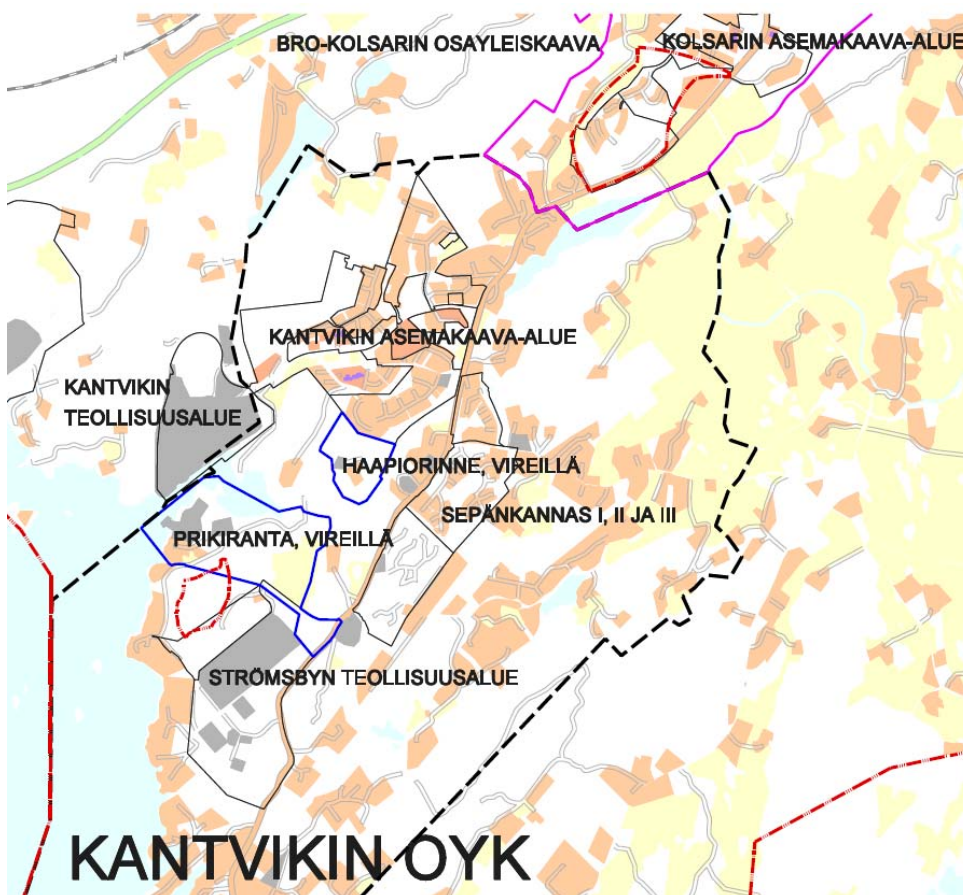 BRO-KOLSARIN OSAYLEISKAAVA
KOLSARIN ASEMAKAAVA-ALUE
KANTVIKIN ASEMAKAAVA-ALUE
KANTVIKIN
TEOLLISUUSALUE
HAAPIORINNE, VIREILLÄ
SEPÄNKANNAS I, II JA III
PRIKIRANTA, VIREILLÄ
STRÖMSBYN TEOLLISUUSALUE
KANTVIKIN OYK